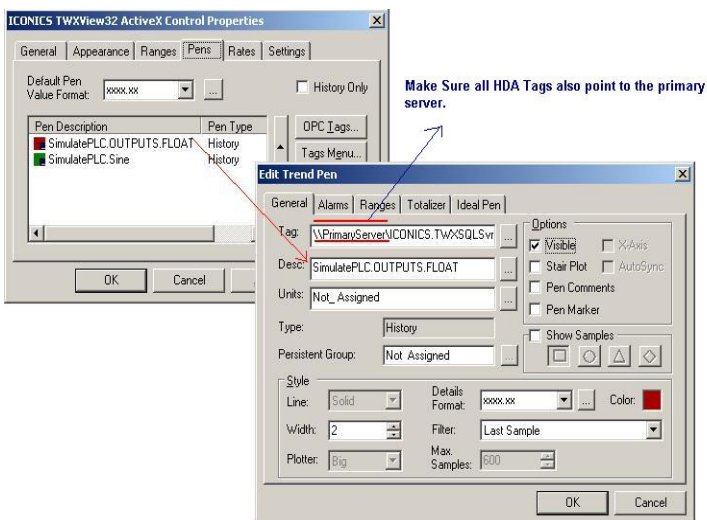 ICONICS TWXView32 ActiveX Control Properties
General Appearance Ranges Pens Rates Settings
Default Pen
Value Format:
xxxx.xx
...
History Only
Pen Description Pen Type
SimulatePLC.OUTPUTS.FLOAT History
SimulatePLC.Sine History
OPC Tags...
Tags Menu...
OK Cancel
Make Sure all HDA Tags also point to the primary
server.
Edit Trend Pen
General Alarms Ranges Totalizer Ideal Pen
Tag: \\PrimaryServer\ICONICS.TWXSQLSvr ...
Desc: SimulatePLC.OUTPUTS.FLOAT ...
Units: Not_Assigned ...
Type: History
Persistent Group: Not Assigned ...
Options
Visible X-Axis
Stair Plot AutoSync
Pen Comments
Pen Marker
Show Samples
Style
Line: Solid
Width: 2
Plotter: Big
Details
Format: xxxx.xx ... Color:
Filter: Last Sample
Max.
Samples: 600
OK Cancel